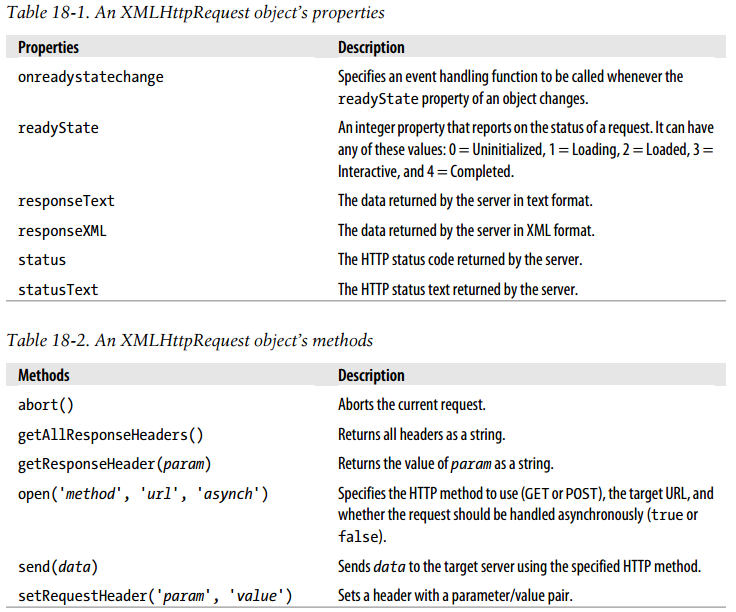 Table 18-1. An XMLHttpRequest object's properties
Properties Description
onreadystatechange Specifies an event handling function to be called whenever the
readyState property of an object changes.
readyState An integer property that reports on the status of a request. It can have
any of these values: 0 = Uninitialized, 1 = Loading, 2 = Loaded, 3 =
Interactive, and 4 = Completed.
responseText The data returned by the server in text format.
responseXML The data returned by the server in XML format.
status The HTTP status code returned by the server.
statusText The HTTP status text returned by the server.
Table 18-2. An XMLHttpRequest object's methods
Methods Description
abort() Aborts the current request.
getAllResponseHeaders() Returns all headers as a string.
getResponseHeader(param) Returns the value of param as a string.
open('method', 'url', 'asynch') Specifies the HTTP method to use (GET or POST), the target URL, and
whether the request should be handled asynchronously (true or
false).
send(data) Sends data to the target server using the specified HTTP method.
setRequestHeader('param', 'value') Sets a header with a parameter/value pair.